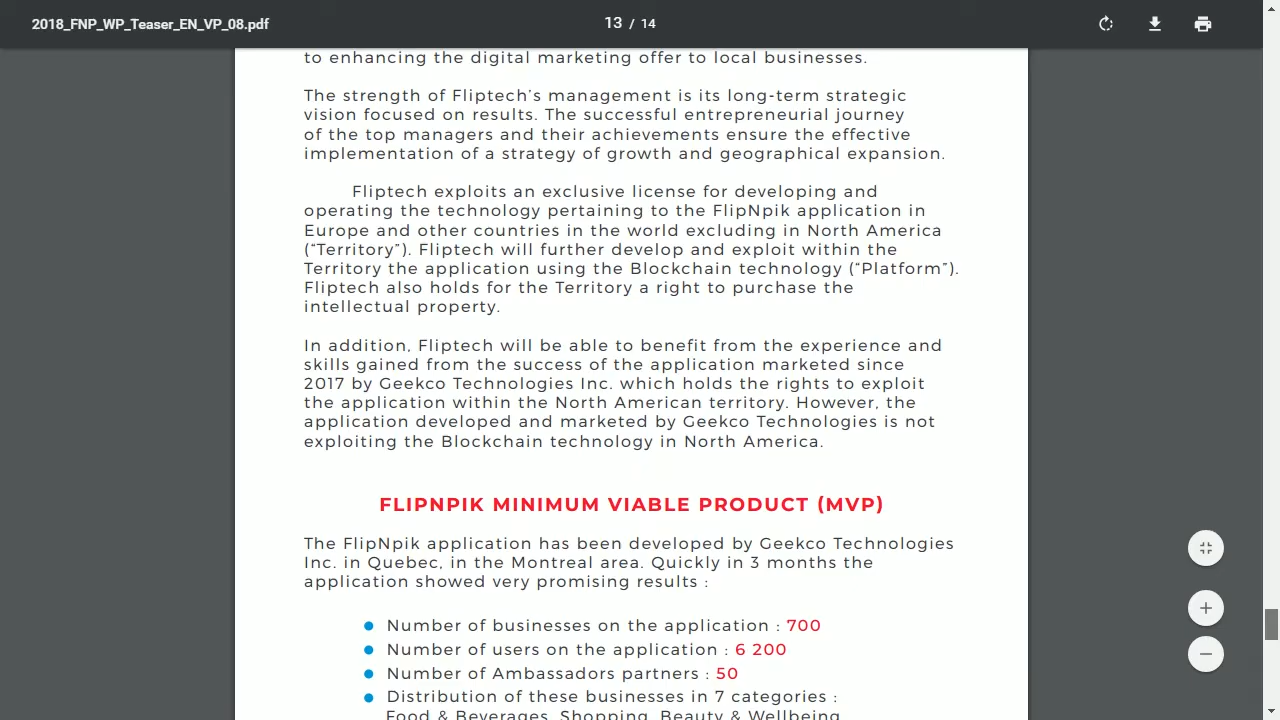 2018_FNP_WP_Teaser_EN_VP_08.pdf
13 / 14
to enhancing the digital marketing offer to local businesses.
The strength of Fliptech's management is its long-term strategic
vision focused on results. The successful entrepreneurial journey
of the top managers and their achievements ensure the effective
implementation of a strategy of growth and geographical expansion.
Fliptech exploits an exclusive license for developing and
operating the technology pertaining to the FlipNpik application in
Europe and other countries in the world excluding in North America
(“Territory”). Fliptech will further develop and exploit within the
Territory the application using the Blockchain technology (“Platform”).
Fliptech also holds for the Territory a right to purchase the
intellectual property.
In addition, Fliptech will be able to benefit from the experience and
skills gained from the success of the application marketed since
2017 by Geekco Technologies Inc. which holds the rights to exploit
the application within the North American territory. However, the
application developed and marketed by Geekco Technologies is not
exploiting the Blockchain technology in North America.
FLIPNPIK MINIMUM VIABLE PRODUCT (MVP)
The FlipNpik application has been developed by Geekco Technologies
Inc. in Quebec, in the Montreal area. Quickly in 3 months the
application showed very promising results :
Number of businesses on the application : 700
Number of users on the application : 6 200
Number of Ambassadors partners : 50
Distribution of these businesses in 7 categories :
Food & Beverages, Shopping, Beauty & Wellbeing